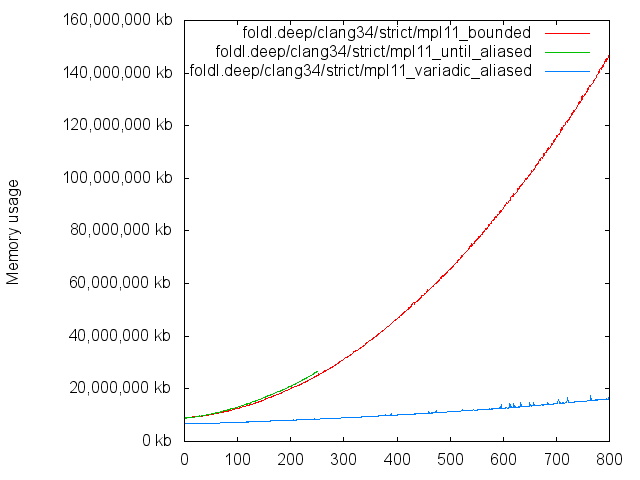 160,000,000 kb
140,000,000 kb
120,000,000 kb
100,000,000 kb
80,000,000 kb
60,000,000 kb
40,000,000 kb
20,000,000 kb
0 kb
Memory usage
foldl.deep/clang34/strict/mpl11_bounded
foldl.deep/clang34/strict/mpl11_until_aliased
foldl.deep/clang34/strict/mpl11_variadic_aliased
0 100 200 300 400 500 600 700 800